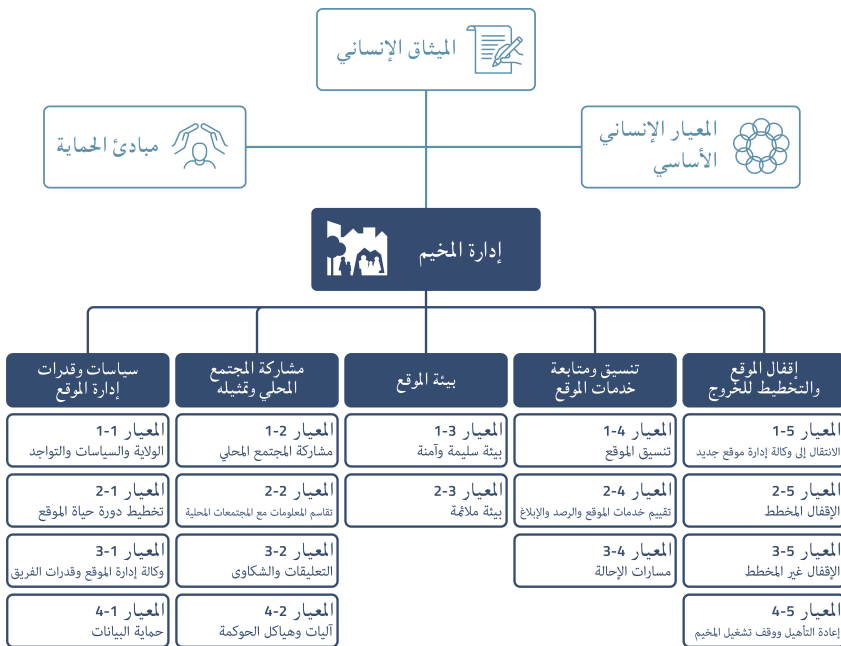 الميثاق الإنساني
المعيار الإنساني
الأساسي
مبادئ الحماية
إدارة المخيم
سياسات وقدرات
إدارة الموقع
المعيار 1-1
الولاية والسياسات والتواجد
المعيار 1-2
تخطيط دورة حياة الموقع
المعيار 1-3
وكالة إدارة الموقع وقدرات الفريق
المعيار 1-4
حماية البيانات
مشاركة المجتمع
المحلي وتمثيله
المعيار 2-1
مشاركة المجتمع المحلي
المعيار 2-2
تقاسم المعلومات مع المجتمعات المحلية
المعيار 2-3
التعليقات والشكاوى
المعيار 2-4
آليات وهياكل الحوكمة
بيئة الموقع
المعيار 3-1
بيئة سليمة وآمنة
المعيار 3-2
بيئة ملائمة
تنسيق ومتابعة
خدمات الموقع
المعيار 4-1
تنسيق الموقع
المعيار 4-2
تقييم خدمات الموقع والرصد والإبلاغ
المعيار 4-3
مسارات الإحالة
إقفال الموقع
والتخطيط للخروج
المعيار 5-1
الانتقال إلى وكالة إدارة موقع جديد
المعيار 5-2
الإقفال المخطط
المعيار 5-3
الإقفال غير المخطط
المعيار 5-4
إعادة التأهيل ووقف تشغيل المخيم